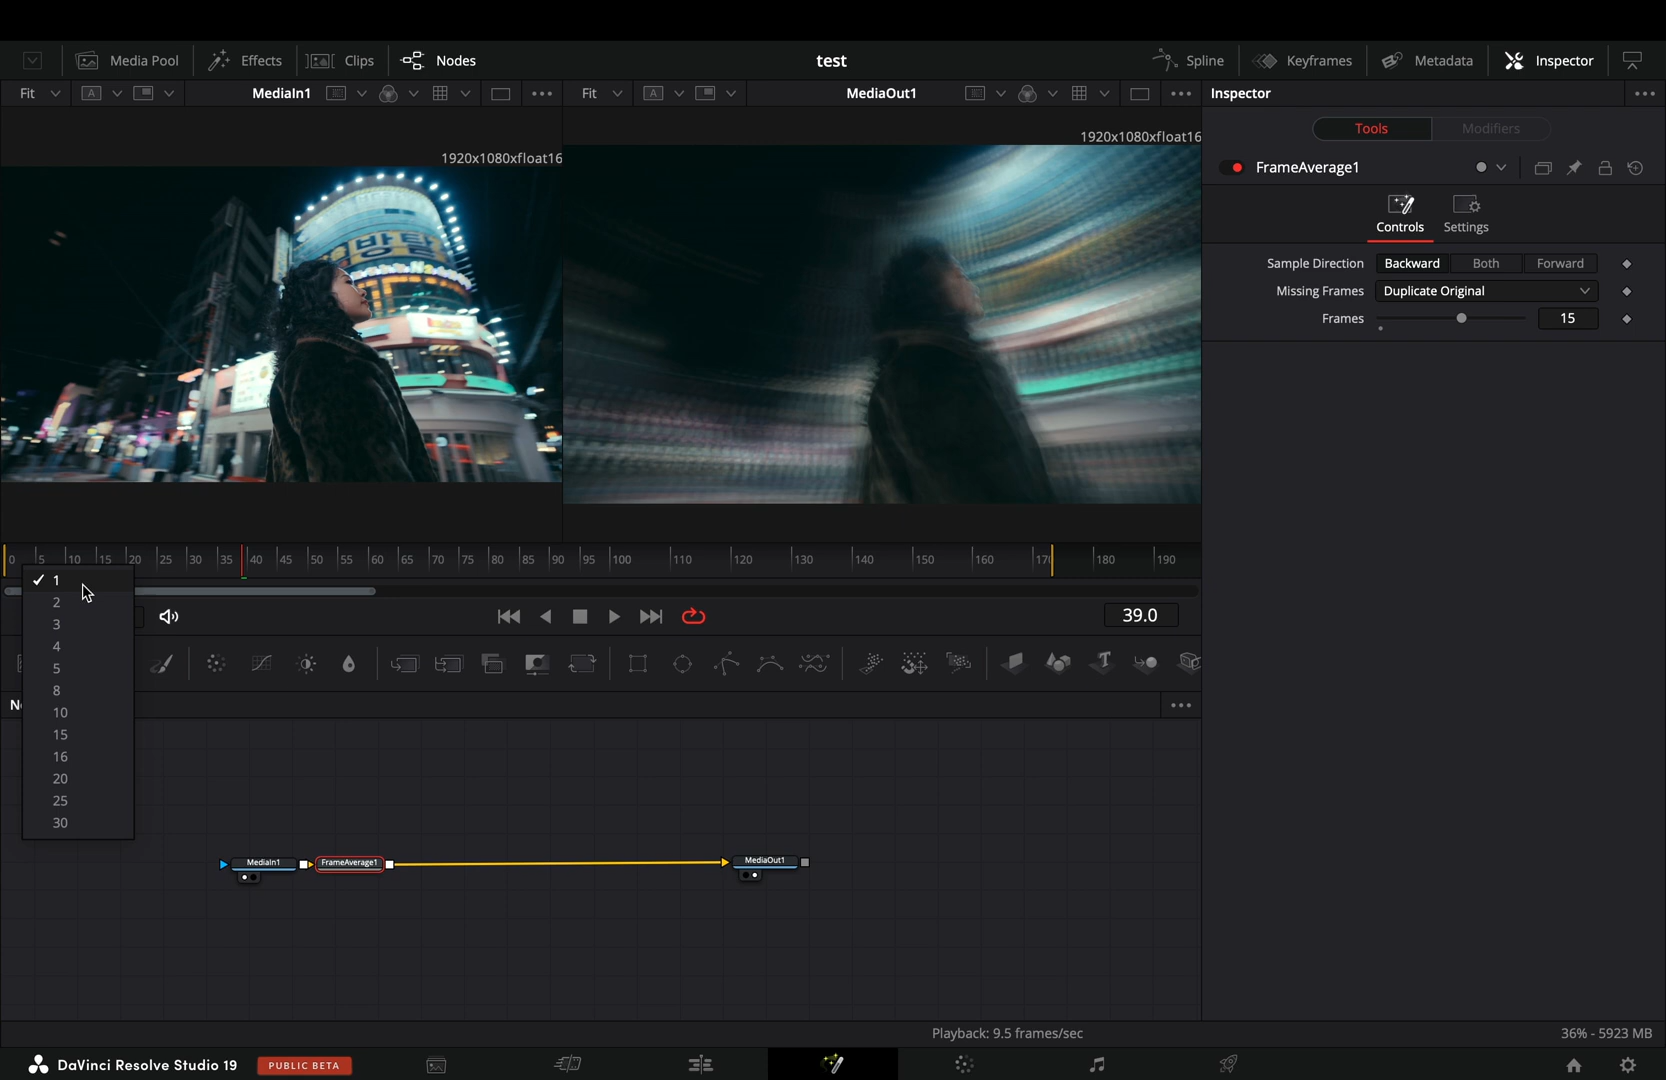 Media Pool Effects Clips Nodes test Spline Keyframes Metadata Inspector
Fit A MediaIn1 Fit A MediaOut1 Inspector
1920x1080xfloat16
1920x1080xfloat16
방탑
Tools Modifiers
FrameAverage1
Controls Settings
Sample Direction Backward Both Forward
Missing Frames Duplicate Original
Frames 15
0 5 10 15 20 25 30 35 40 45 50 55 60 65 70 75 80 85 90 95 100 110 120 130 140 150 160 170 180 190
1
2
3
4
5
8
10
15
16
20
25
30
39.0
T
MediaIn1 FrameAverage1 MediaOut1
Playback: 9.5 frames/sec 36% - 5923 MB
DaVinci Resolve Studio 19 PUBLIC BETA